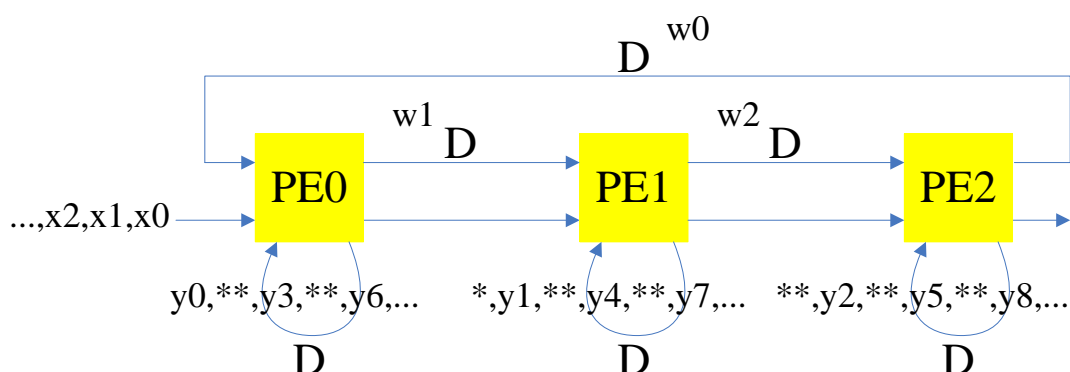 w0
D
w1 D w2 D
PE0 PE1 PE2
...,x2,x1,x0
y0,**,y3,**,y6,... *,y1,**,y4,**,y7,... **,y2,**,y5,**,y8,...
D D D